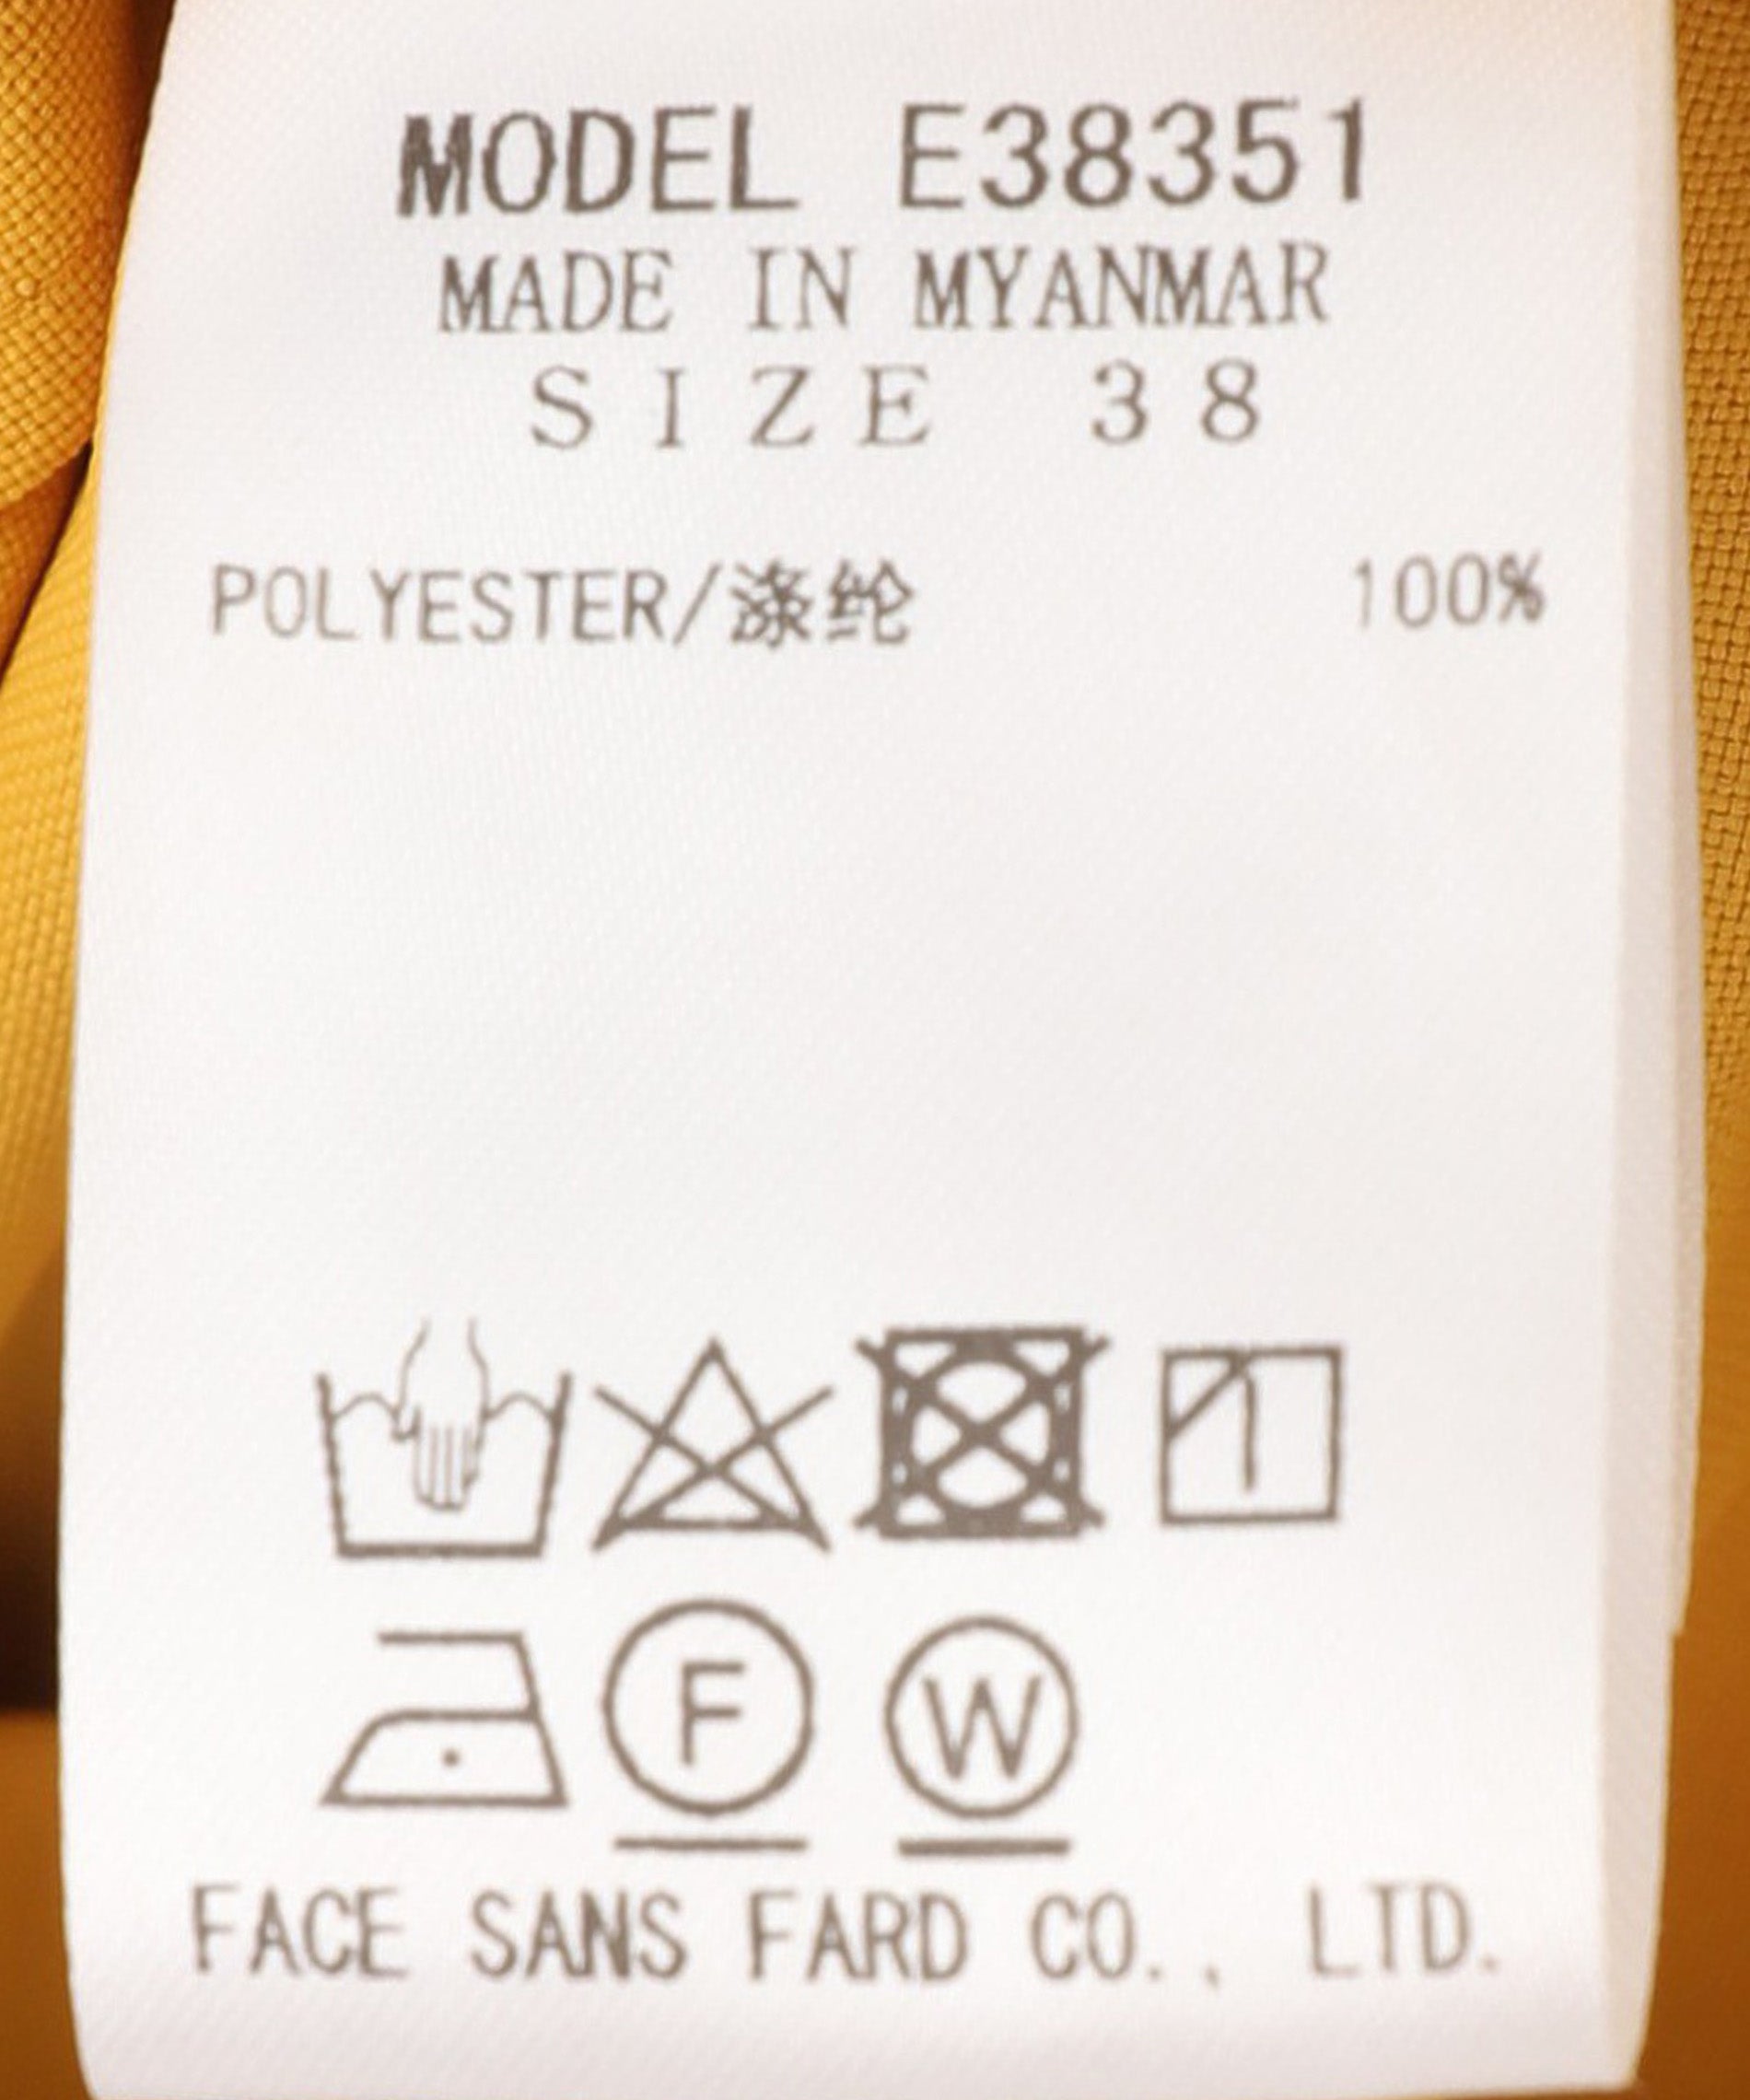 MODEL E38351
MADE IN MYANMAR
SIZE 38
POLYESTER/涤纶 100%
F W
FACE SANS FARD CO., LTD.